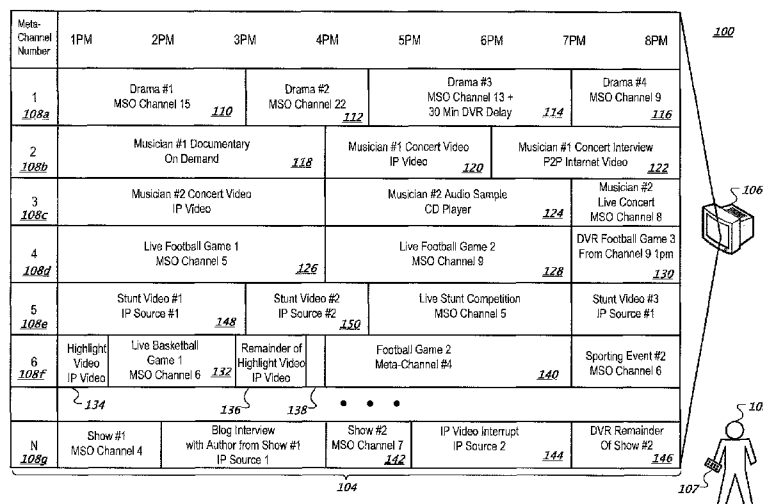 Meta-
Channel
Number
1PM 2PM 3PM 4PM 5PM 6PM 7PM 8PM
100
1
108a
Drama #1
MSO Channel 15
110
Drama #2
MSO Channel 22
112
Drama #3
MSO Channel 13 +
30 Min DVR Delay
114
Drama #4
MSO Channel 9
116
2
108b
Musician #1 Documentary
On Demand
118
Musician #1 Concert Video
IP Video
120
Musician #1 Concert Interview
P2P Internet Video
122
106
3
108c
Musician #2 Concert Video
IP Video
Musician #2 Audio Sample
CD Player
124
Musician #2
Live Concert
MSO Channel 8
4
108d
Live Football Game 1
MSO Channel 5
126
Live Football Game 2
MSO Channel 9
128
DVR Football Game 3
From Channel 9 1pm
130
5
108e
Stunt Video #1
IP Source #1
148
Stunt Video #2
IP Source #2
150
Live Stunt Competition
MSO Channel 5
Stunt Video #3
IP Source #1
6
108f
Highlight
Video
IP Video
Live Basketball
Game 1
MSO Channel 6
132
Remainder of
Highlight Video
IP Video
Football Game 2
Meta-Channel #4
140
Sporting Event #2
MSO Channel 6
134
136
138
N
108g
Show #1
MSO Channel 4
Blog Interview
with Author from Show #1
IP Source 1
Show #2
MSO Channel 7
142
IP Video Interrupt
IP Source 2
144
DVR Remainder
Of Show #2
146
104
107